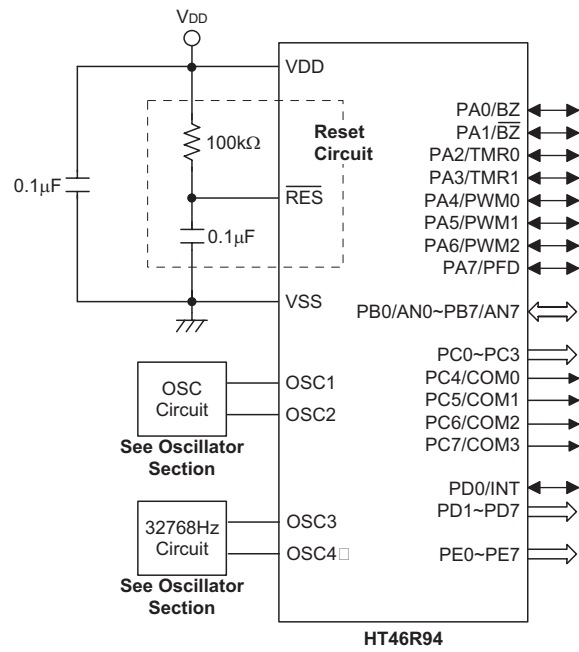 VDD
VDD
0.1μF
100kΩ
Reset
Circuit
RES
0.1μF
VSS
OSC
Circuit
See Oscillator
Section
OSC1
OSC2
32768Hz
Circuit
See Oscillator
Section
OSC3
OSC4□
PA0/BZ
PA1/B̅Z̅
PA2/TMR0
PA3/TMR1
PA4/PWM0
PA5/PWM1
PA6/PWM2
PA7/PFD
PB0/AN0~PB7/AN7
PC0~PC3
PC4/COM0
PC5/COM1
PC6/COM2
PC7/COM3
PD0/INT
PD1~PD7
PE0~PE7
HT46R94